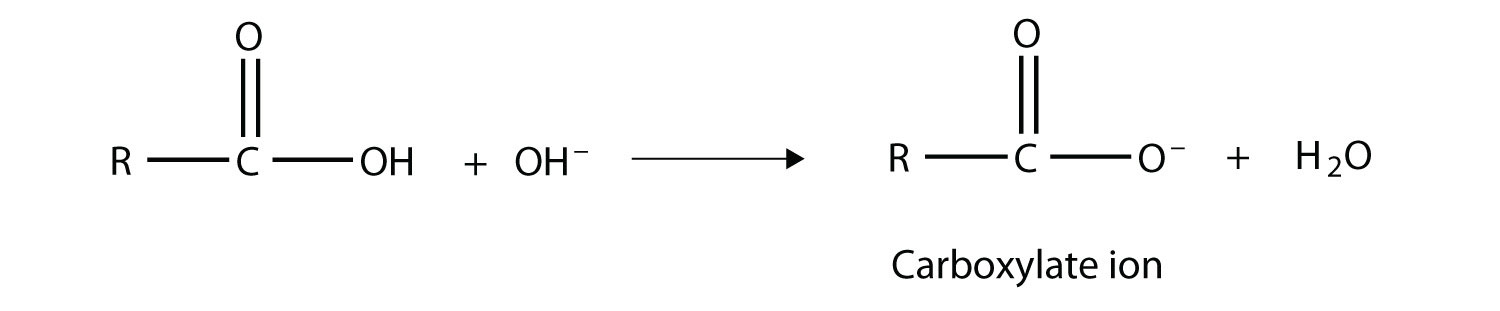 O O
R C OH + OH⁻ R C O⁻ + H₂O
Carboxylate ion